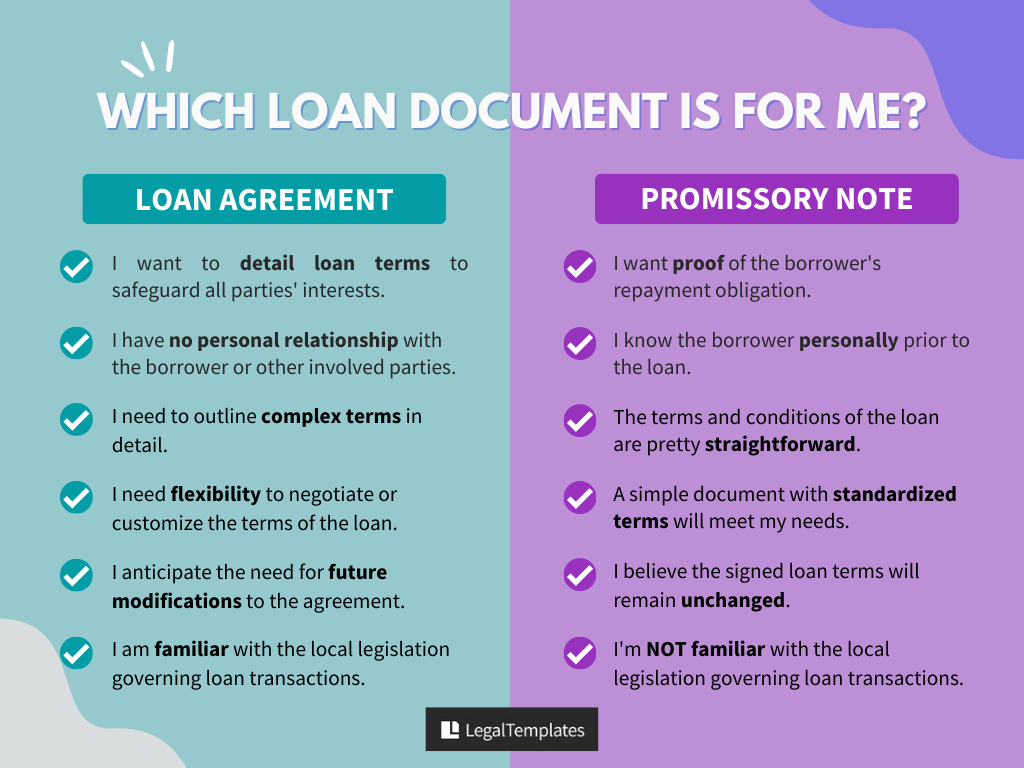 WHICH LOAN DOCUMENT IS FOR ME?
LOAN AGREEMENT
I want to detail loan terms to
safeguard all parties' interests.
I have no personal relationship with
the borrower or other involved parties.
I need to outline complex terms in
detail.
I need flexibility to negotiate or
customize the terms of the loan.
I anticipate the need for future
modifications to the agreement.
I am familiar with the local legislation
governing loan transactions.
PROMISSORY NOTE
I want proof of the borrower's
repayment obligation.
I know the borrower personally prior to
the loan.
The terms and conditions of the loan
are pretty straightforward.
A simple document with standardized
terms will meet my needs.
I believe the signed loan terms will
remain unchanged.
I'm NOT familiar with the local
legislation governing loan transactions.
LegalTemplates